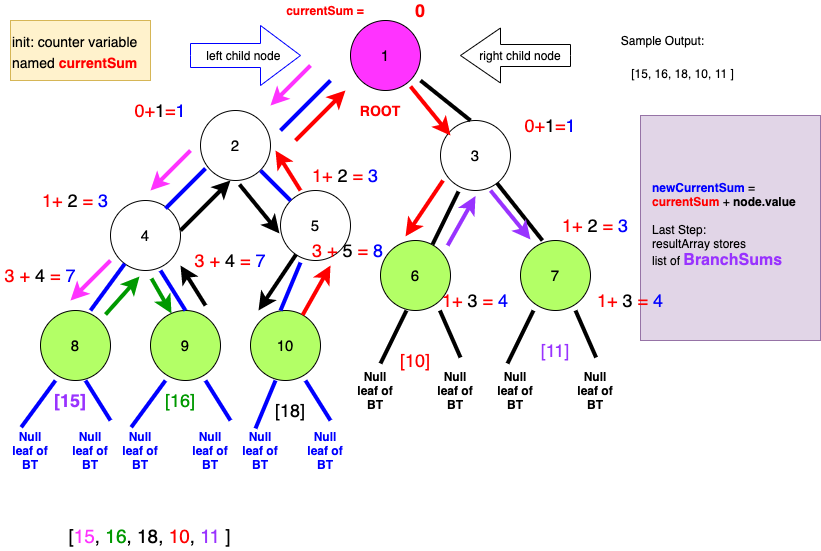 currentSum = 0
init: counter variable
named currentSum
left child node
1
right child node
Sample Output:
[15, 16, 18, 10, 11 ]
ROOT
0+1=1
0+1=1
2
3
newCurrentSum =
currentSum + node.value
Last Step:
resultArray stores
list of BranchSums
1+ 2 = 3
1+ 2 = 3
1+ 2 = 3
4
5
3 + 4 = 7
3 + 4 = 7
3 + 5 = 8
6
7
1+ 3 = 4
1+ 3 = 4
8
9
10
[10]
[11]
Null
leaf of
BT
Null
leaf of
BT
Null
leaf of
BT
Null
leaf of
BT
[15]
[16]
[18]
Null
leaf of
BT
Null
leaf of
BT
Null
leaf of
BT
Null
leaf of
BT
Null
leaf of
BT
Null
leaf of
BT
[15, 16, 18, 10, 11 ]